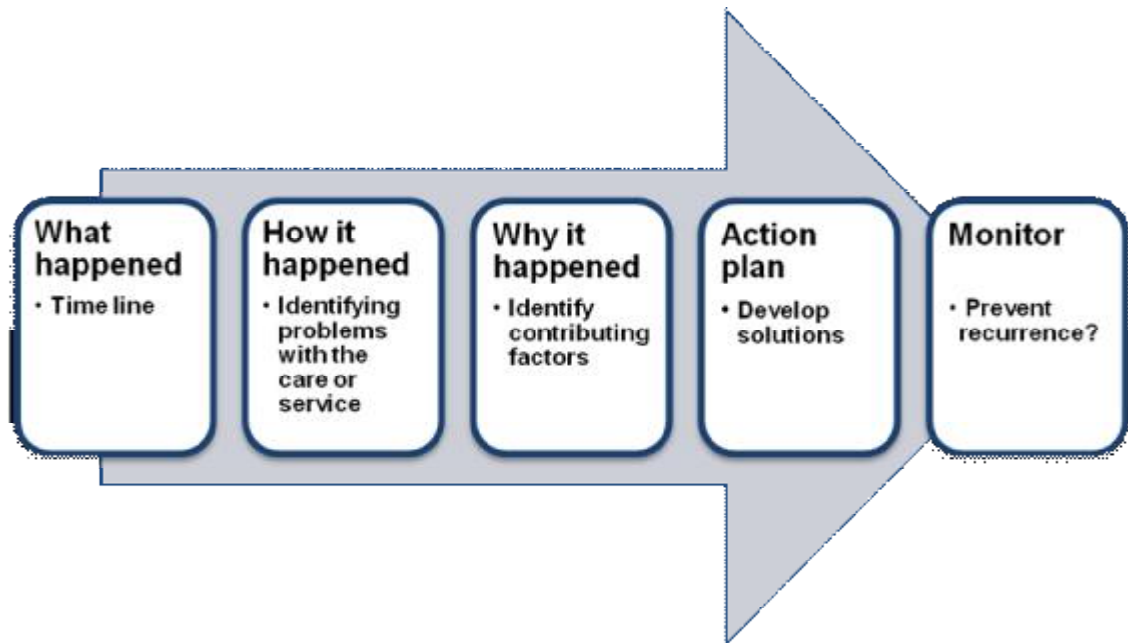 What
happened
• Time line
How it
happened
• Identifying
problems
with the
care or
service
Why it
happened
• Identify
contributing
factors
Action
plan
• Develop
solutions
Monitor
• Prevent
recurrence?